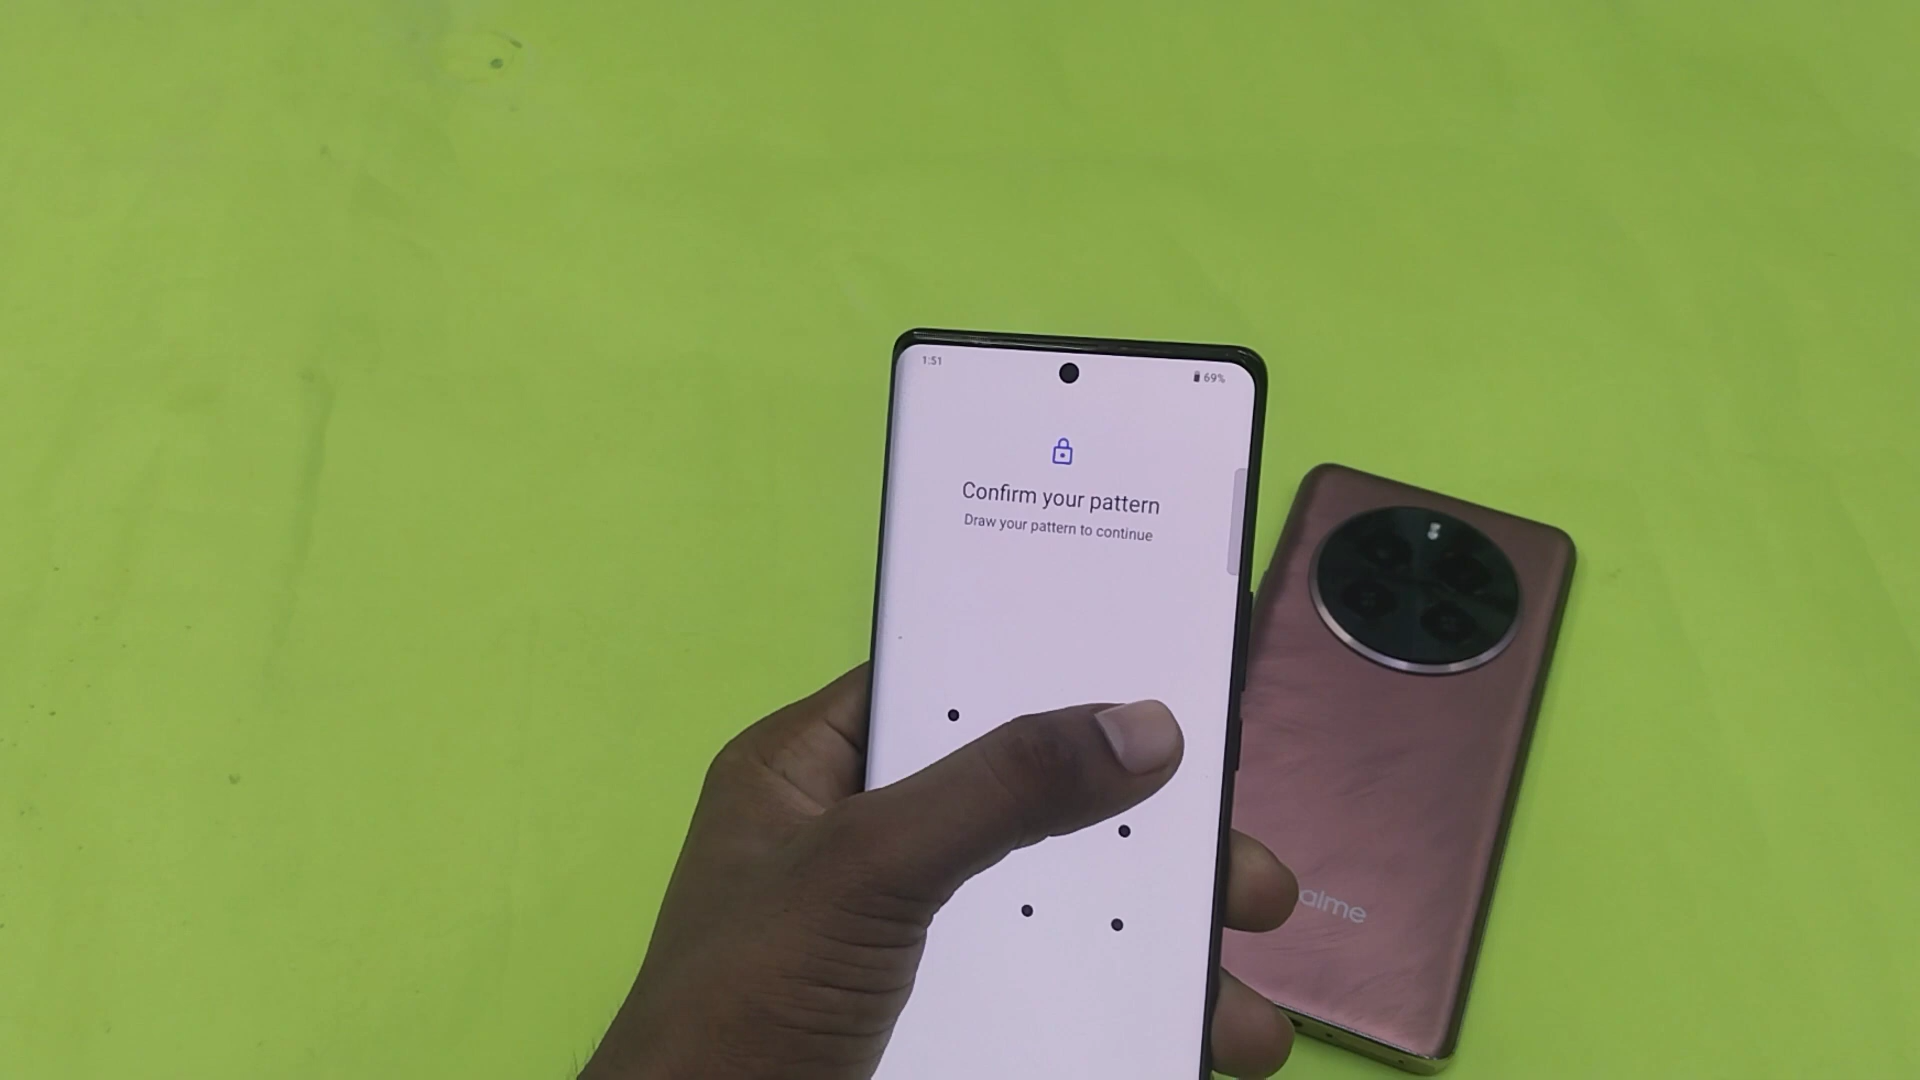 1:51
69%
Confirm your pattern
Draw your pattern to continue
alme